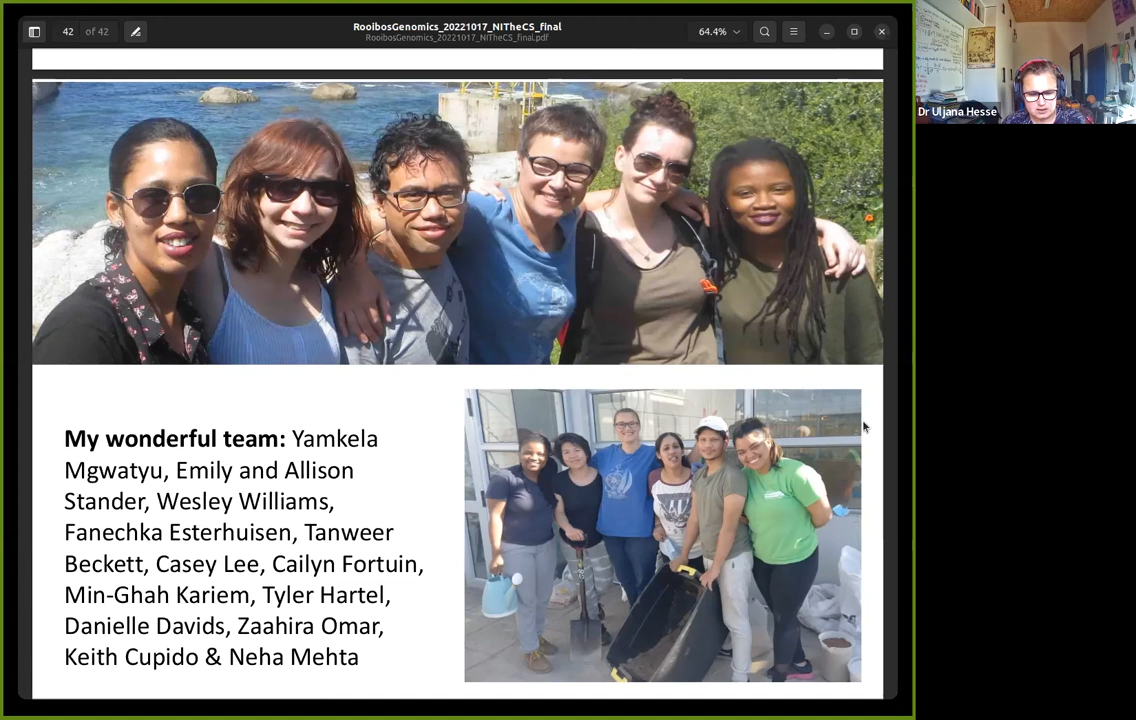 42 of 42
RooibosGenomics_20221017_NITheCS_final
RooibosGenomics_20221017_NITheCS_final.pdf
64.4%
Dr Uljana Hesse
My wonderful team: Yamkela
Mgwatyu, Emily and Allison
Stander, Wesley Williams,
Fanechka Esterhuisen, Tanweer
Beckett, Casey Lee, Cailyn Fortuin,
Min-Ghah Kariem, Tyler Hartel,
Danielle Davids, Zaahira Omar,
Keith Cupido & Neha Mehta